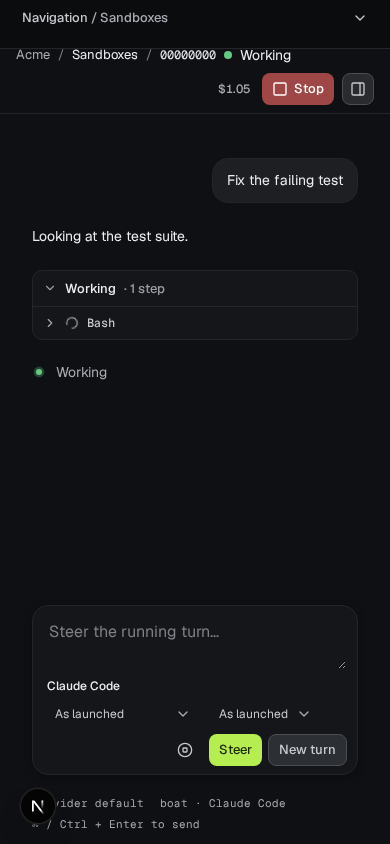 Navigation / Sandboxes
Acme / Sandboxes / 00000000 Working
$1.05 Stop
Fix the failing test
Looking at the test suite.
Working · 1 step
Bash
Working
Steer the running turn...
Claude Code
As launched As launched
Steer New turn
N default boat · Claude Code
/ Ctrl + Enter to send